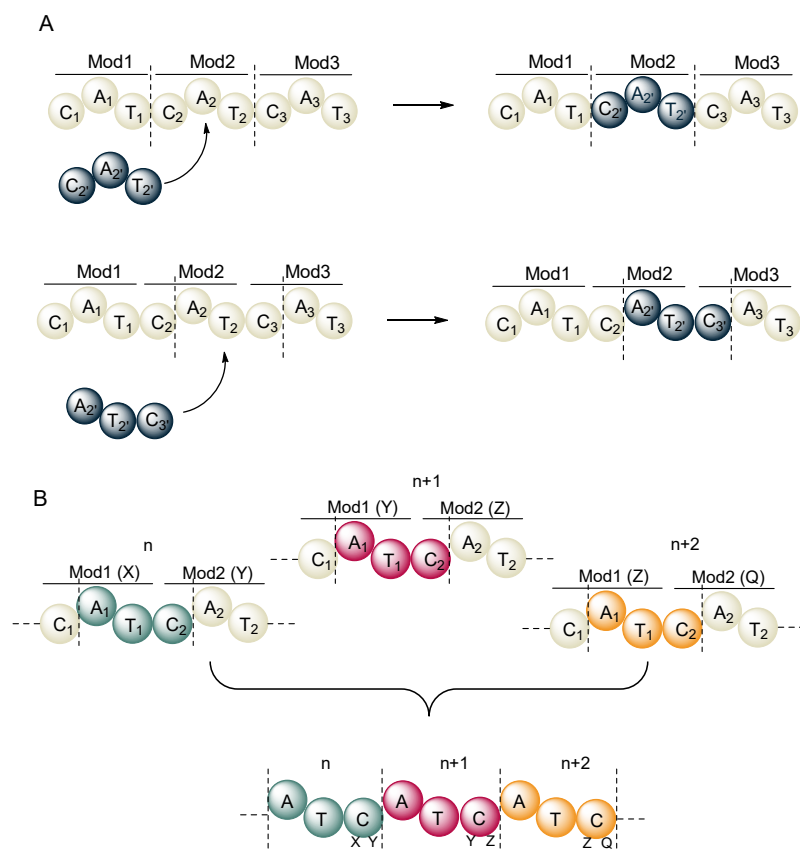 A
Mod1 Mod2 Mod3 Mod1 Mod2 Mod3
C1 A1 T1 C2 A2 T2 C3 A3 T3 C1 A1 T1 C2' A2' T2' C3 A3 T3
C2' A2' T2'
Mod1 Mod2 Mod3 Mod1 Mod2 Mod3
C1 A1 T1 C2 A2 T2 C3 A3 T3 C1 A1 T1 C2 A2' T2' C3' A3 T3
A2' T2' C3'
B
n+1
Mod1 (Y) Mod2 (Z)
C1 A1 T1 C2 A2 T2
n
Mod1 (X) Mod2 (Y)
C1 A1 T1 C2 A2 T2
n+2
Mod1 (Z) Mod2 (Q)
C1 A1 T1 C2 A2 T2
n n+1 n+2
A T C A T C A T C
X Y Y Z Z Q